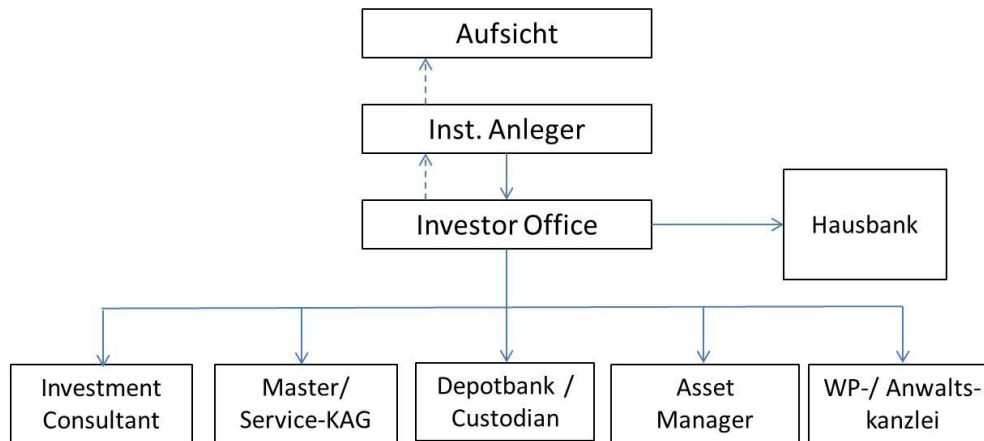 Aufsicht
Inst. Anleger
Investor Office
Hausbank
Investment
Consultant
Master/
Service-KAG
Depotbank /
Custodian
Asset
Manager
WP-/ Anwalts-
kanzlei